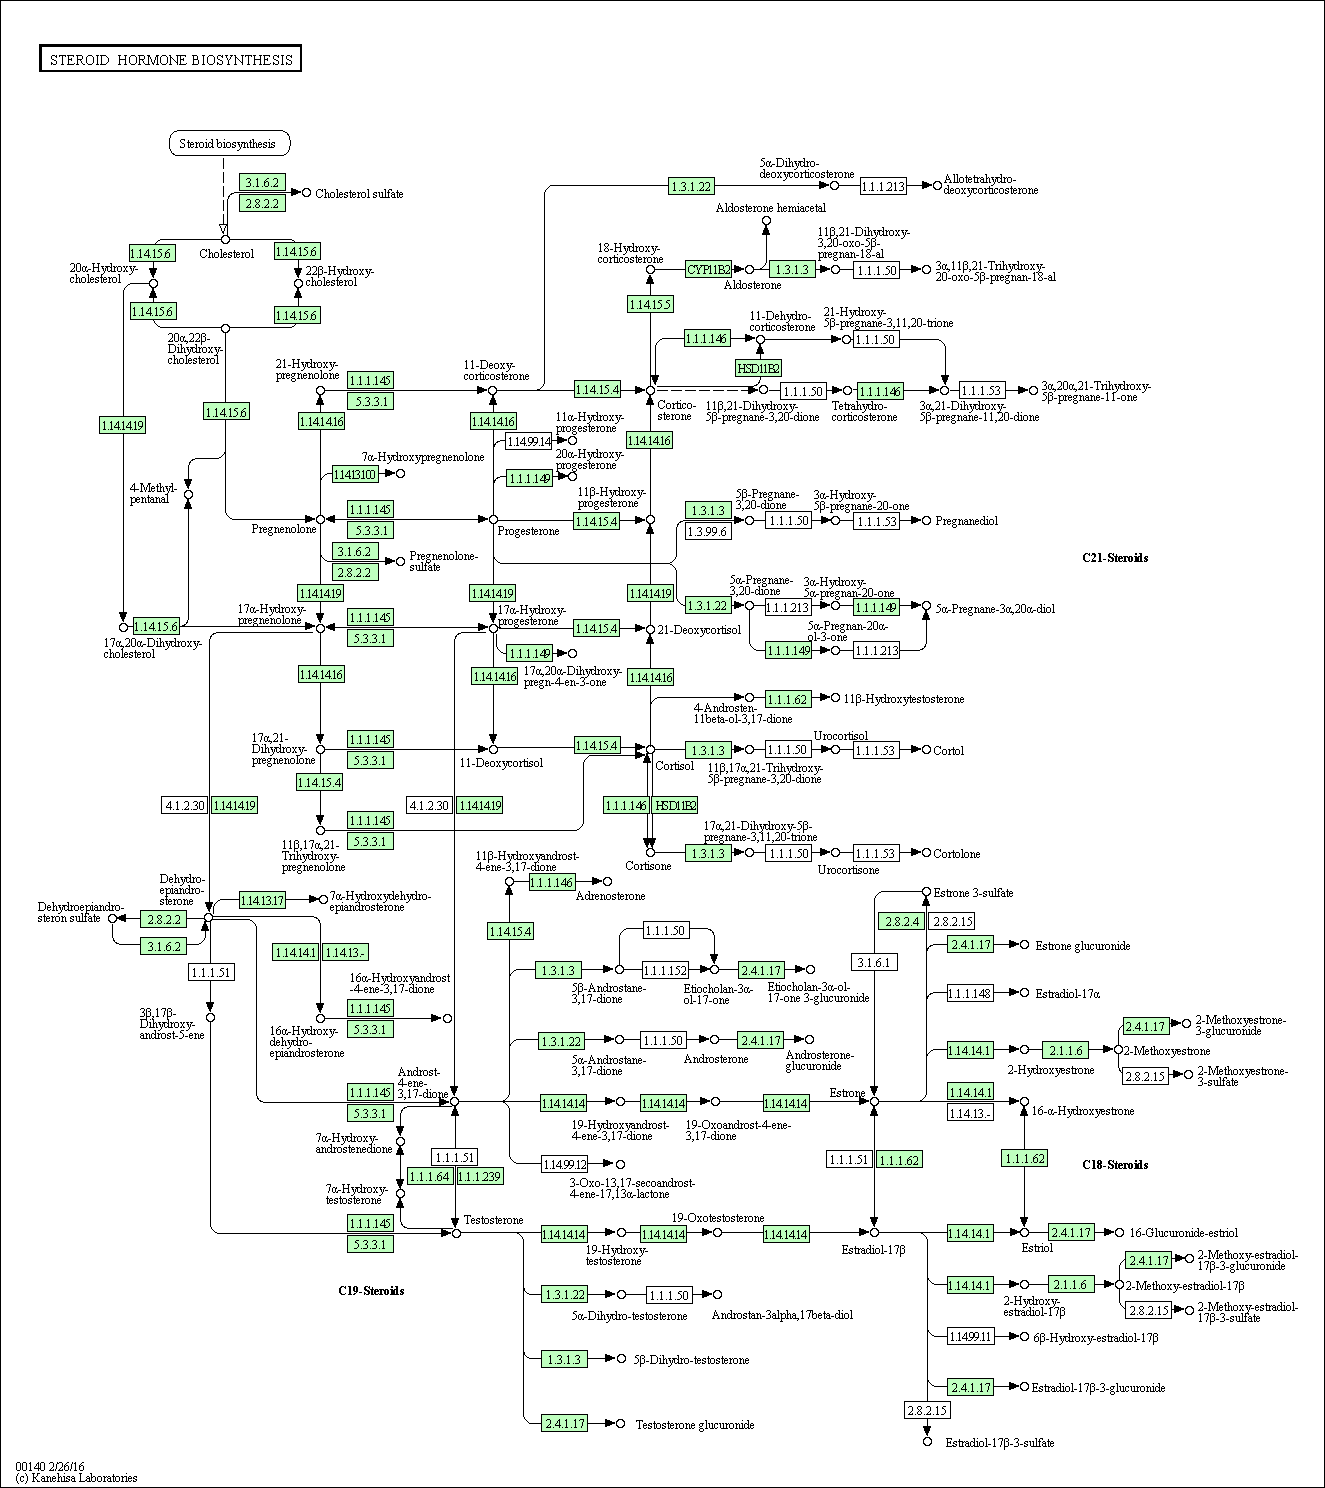 STEROID HORMONE BIOSYNTHESIS
Steroid biosynthesis
3.1.6.2
2.8.2.2
Cholesterol sulfate
Cholesterol
1.14.15.6
1.14.15.6
20α-Hydroxy-
cholesterol
22β-Hydroxy-
cholesterol
1.14.15.6
1.14.15.6
20α,22β-
Dihydroxy-
cholesterol
1.14.15.6
1.14.14.19
4-Methyl-
pentanal
17α,20α-Dihydroxy-
cholesterol
1.14.15.6
5α-Dihydro-
deoxycorticosterone
1.3.1.22
1.1.1.213
Allotetrahydro-
deoxycorticosterone
Aldosterone hemiacetal
18-Hydroxy-
corticosterone
CYP11B2
Aldosterone
1.3.1.3
11β,21-Dihydroxy-
3,20-oxo-5β-
pregnan-18-al
1.1.1.50
3α,11β,21-Trihydroxy-
20-oxo-5β-pregnan-18-al
1.14.15.5
11-Dehydro-
corticosterone
21-Hydroxy-
5β-pregnane-3,11,20-trione
1.1.1.146
1.1.1.50
HSD11B2
21-Hydroxy-
pregnenolone
1.1.1.145
5.3.3.1
11-Deoxy-
corticosterone
1.14.15.4
Cortico-
sterone
11β,21-Dihydroxy-
5β-pregnane-3,20-dione
1.1.1.50
Tetrahydro-
corticosterone
1.1.1.146
3α,21-Dihydroxy-
5β-pregnane-11,20-dione
1.1.1.53
3α,20α,21-Trihydroxy-
5β-pregnane-11-one
1.14.14.16
1.14.14.16
1.14.14.16
11α-Hydroxy-
progesterone
1.14.99.14
20α-Hydroxy-
progesterone
1.1.1.149
7α-Hydroxypregnenolone
1.14.13.100
Pregnenolone
1.1.1.145
5.3.3.1
Progesterone
11β-Hydroxy-
progesterone
1.14.15.4
1.3.1.3
1.3.99.6
5β-Pregnane-
3,20-dione
1.1.1.50
3α-Hydroxy-
5β-pregnane-20-one
1.1.1.53
Pregnanediol
3.1.6.2
2.8.2.2
Pregnenolone-
sulfate
C21-Steroids
1.14.14.19
1.14.14.19
1.14.14.19
1.3.1.22
5α-Pregnane-
3,20-dione
1.1.1.213
3α-Hydroxy-
5α-pregnan-20-one
1.1.1.149
5α-Pregnane-3α,20α-diol
1.1.1.149
5α-Pregnan-20α-
ol-3-one
1.1.1.213
17α-Hydroxy-
pregnenolone
1.1.1.145
5.3.3.1
17α-Hydroxy-
progesterone
1.14.15.4
21-Deoxycortisol
1.1.1.149
17α,20α-Dihydroxy-
pregn-4-en-3-one
1.14.14.16
1.14.14.16
1.14.14.16
4-Androsten-
11beta-ol-3,17-dione
1.1.1.62
11β-Hydroxytestosterone
17α,21-
Dihydroxy-
pregnenolone
1.1.1.145
5.3.3.1
11-Deoxycortisol
1.14.15.4
Cortisol
1.3.1.3
11β,17α,21-Trihydroxy-
5β-pregnane-3,20-dione
1.1.1.50
Urocortisol
1.1.1.53
Cortol
1.14.15.4
4.1.2.30
1.14.14.19
4.1.2.30
1.14.14.19
1.1.1.146
HSD11B2
1.1.1.145
5.3.3.1
11β,17α,21-
Trihydroxy-
pregnenolone
Cortisone
1.3.1.3
17α,21-Dihydroxy-5β-
pregnane-3,11,20-trione
1.1.1.50
Urocortisone
1.1.1.53
Cortolone
11β-Hydroxyandrost-
4-ene-3,17-dione
1.1.1.146
Adrenosterone
Dehydro-
epiandro-
sterone
1.14.13.17
7α-Hydroxydehydro-
epiandrosterone
Dehydroepiandro-
steron sulfate
2.8.2.2
3.1.6.2
1.1.1.51
1.14.14.1
1.14.13.-
3β,17β-
Dihydroxy-
androst-5-ene
16α-Hydroxy-
dehydro-
epiandrosterone
16α-Hydroxyandrost
-4-ene-3,17-dione
1.1.1.145
5.3.3.1
1.14.15.4
1.1.1.50
1.3.1.3
5β-Androstane-
3,17-dione
1.1.1.152
Etiocholan-3α-
ol-17-one
2.4.1.17
Etiocholan-3α-ol-
17-one 3-glucuronide
1.3.1.22
5α-Androstane-
3,17-dione
1.1.1.50
Androsterone
2.4.1.17
Androsterone-
glucuronide
Estrone 3-sulfate
2.8.2.4
2.8.2.15
3.1.6.1
2.4.1.17
Estrone glucuronide
1.1.1.148
Estradiol-17α
1.14.14.1
2-Hydroxyestrone
2.1.1.6
2-Methoxyestrone
2.4.1.17
2-Methoxyestrone-
3-glucuronide
2.8.2.15
2-Methoxyestrone-
3-sulfate
Androst-
4-ene-
3,17-dione
1.1.1.145
5.3.3.1
1.14.14.14
19-Hydroxyandrost-
4-ene-3,17-dione
1.14.14.14
19-Oxoandrost-4-ene-
3,17-dione
1.14.14.14
Estrone
1.14.14.1
1.14.13.-
16-α-Hydroxyestrone
7α-Hydroxy-
androstenedione
1.1.1.51
1.1.1.64
1.1.1.239
1.14.99.12
3-Oxo-13,17-secoandrost-
4-ene-17,13α-lactone
1.1.1.51
1.1.1.62
1.1.1.62
C18-Steroids
7α-Hydroxy-
testosterone
1.1.1.145
5.3.3.1
Testosterone
1.14.14.14
19-Hydroxy-
testosterone
1.14.14.14
19-Oxotestosterone
1.14.14.14
Estradiol-17β
1.14.14.1
Estriol
2.4.1.17
16-Glucuronide-estriol
C19-Steroids
1.3.1.22
5α-Dihydro-testosterone
1.1.1.50
Androstan-3alpha,17beta-diol
1.14.14.1
2-Hydroxy-
estradiol-17β
2.1.1.6
2-Methoxy-estradiol-17β
2.4.1.17
2-Methoxy-estradiol-
17β-3-glucuronide
2.8.2.15
2-Methoxy-estradiol-
17β-3-sulfate
1.14.99.11
6β-Hydroxy-estradiol-17β
1.3.1.3
5β-Dihydro-testosterone
2.4.1.17
Estradiol-17β-3-glucuronide
2.4.1.17
Testosterone glucuronide
2.8.2.15
Estradiol-17β-3-sulfate
00140 2/26/16
(c) Kanehisa Laboratories